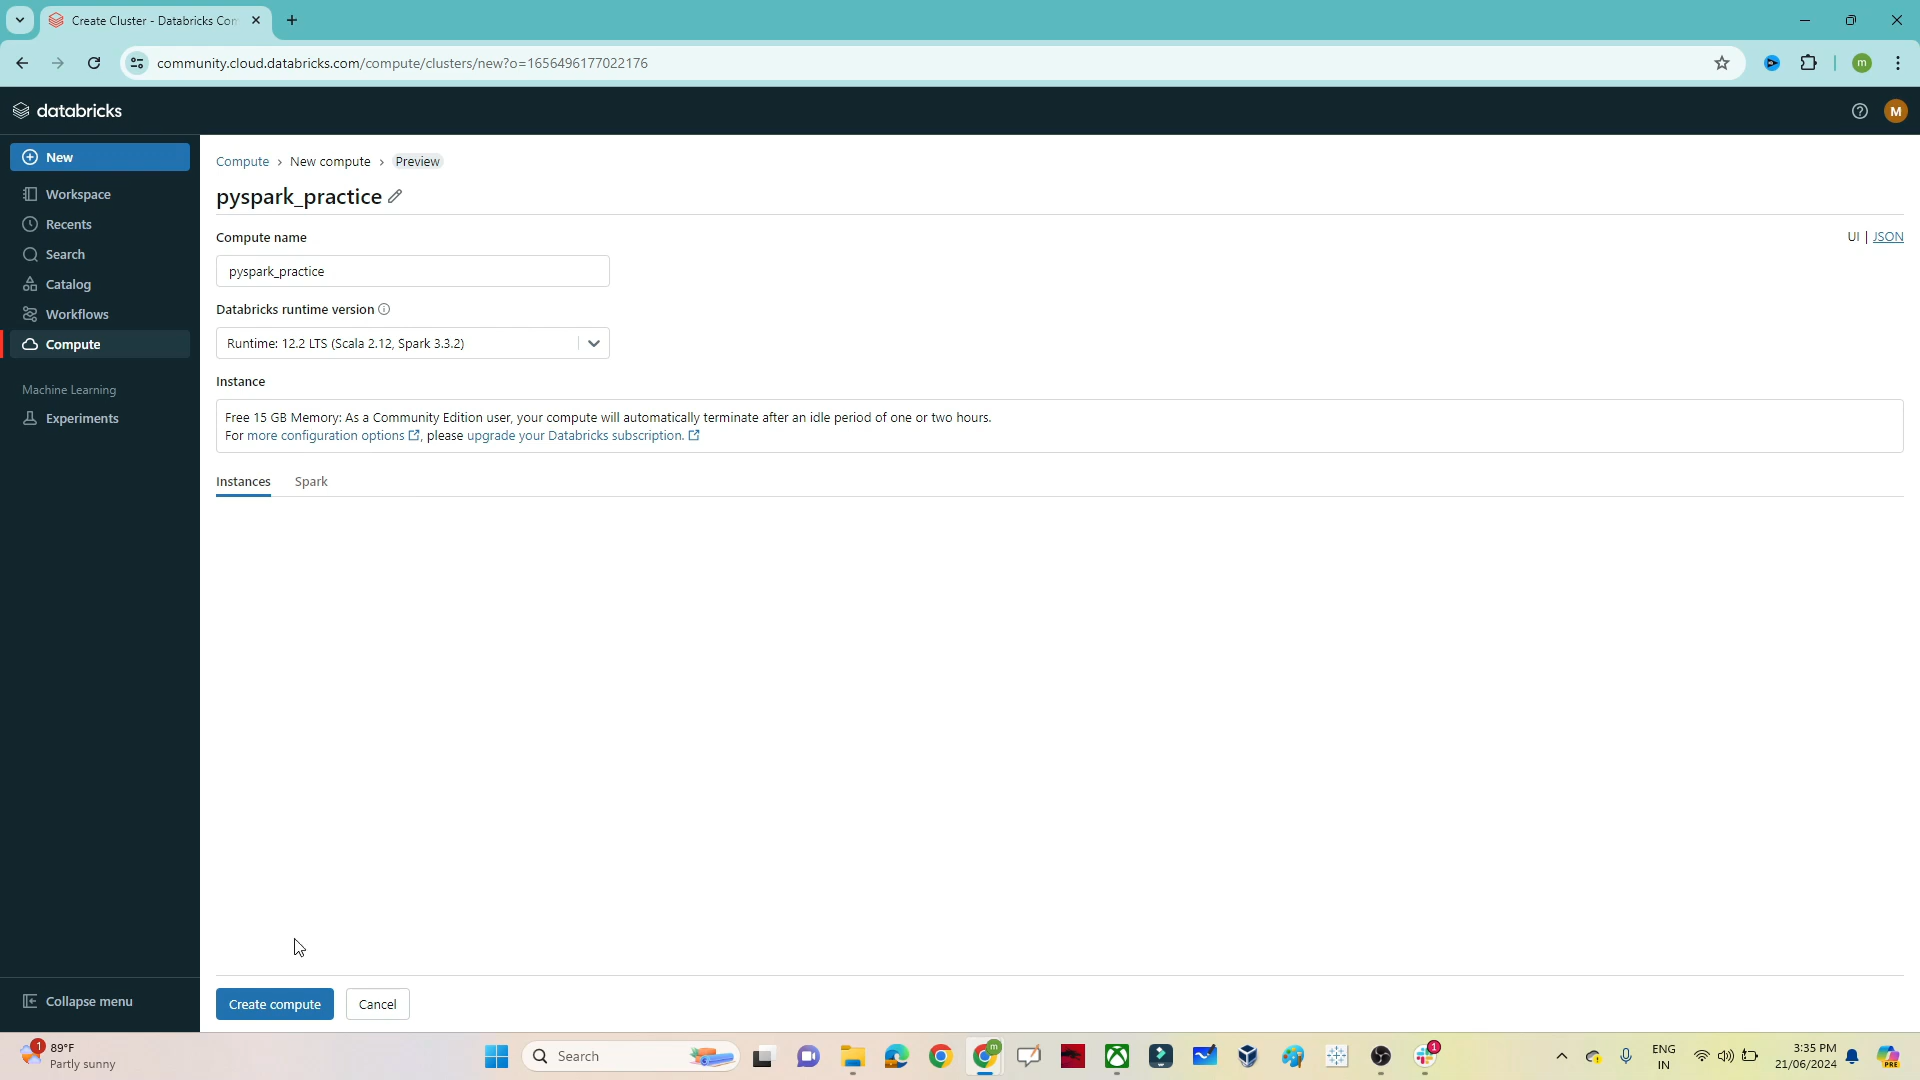 Create Cluster - Databricks Com
community.cloud.databricks.com/compute/clusters/new?o=1656496177022176
m
databricks
M
New
Workspace
Recents
Search
Catalog
Workflows
Compute
Machine Learning
Experiments
Collapse menu
Compute › New compute › Preview
pyspark_practice
Compute name
UI | JSON
pyspark_practice
Databricks runtime version
Runtime: 12.2 LTS (Scala 2.12, Spark 3.3.2)
Instance
Free 15 GB Memory: As a Community Edition user, your compute will automatically terminate after an idle period of one or two hours.
For more configuration options, please upgrade your Databricks subscription.
Instances Spark
Create compute Cancel
1
89°F
Partly sunny
Search
m
1
ENG
IN
3:35 PM
21/06/2024
PRE